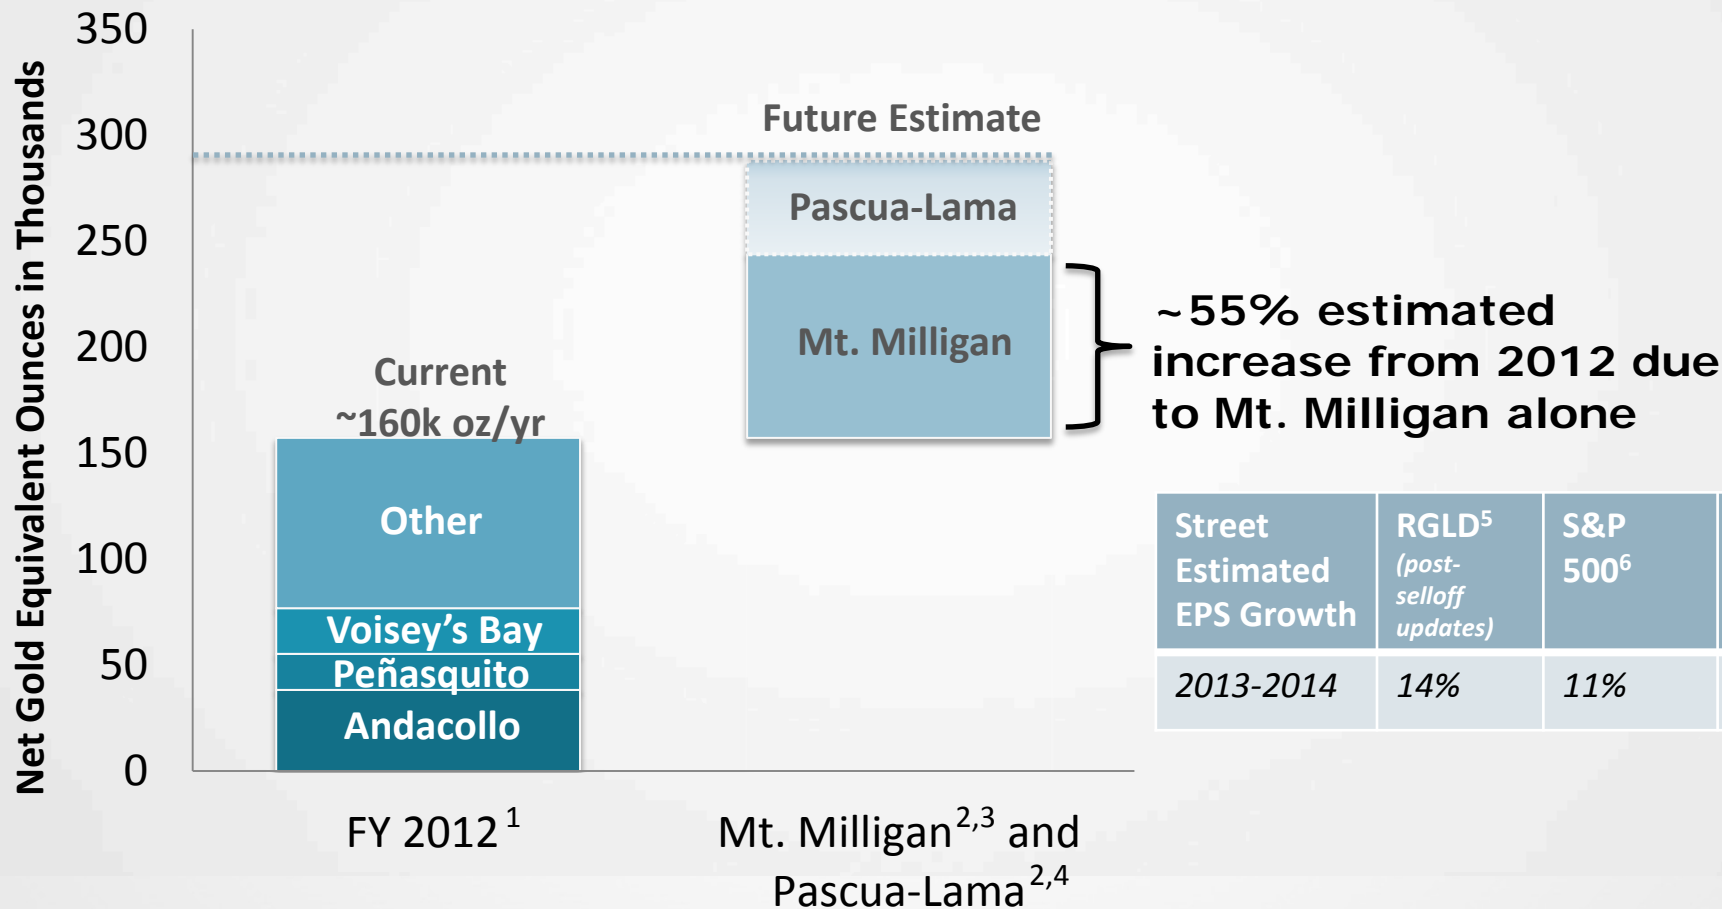 Net Gold Equivalent Ounces in Thousands
350
300
250
200
150
100
50
0
Current
~160k oz/yr
Other
Voisey's Bay
Peñasquito
Andacollo
FY 2012 1
Future Estimate
Pascua-Lama
Mt. Milligan
Mt. Milligan2,3 and
Pascua-Lama2,4
~55% estimated
increase from 2012 due
to Mt. Milligan alone
Street
Estimated
EPS Growth
RGLD5
(post-
selloff
updates)
S&P
5006
2013-2014
14%
11%